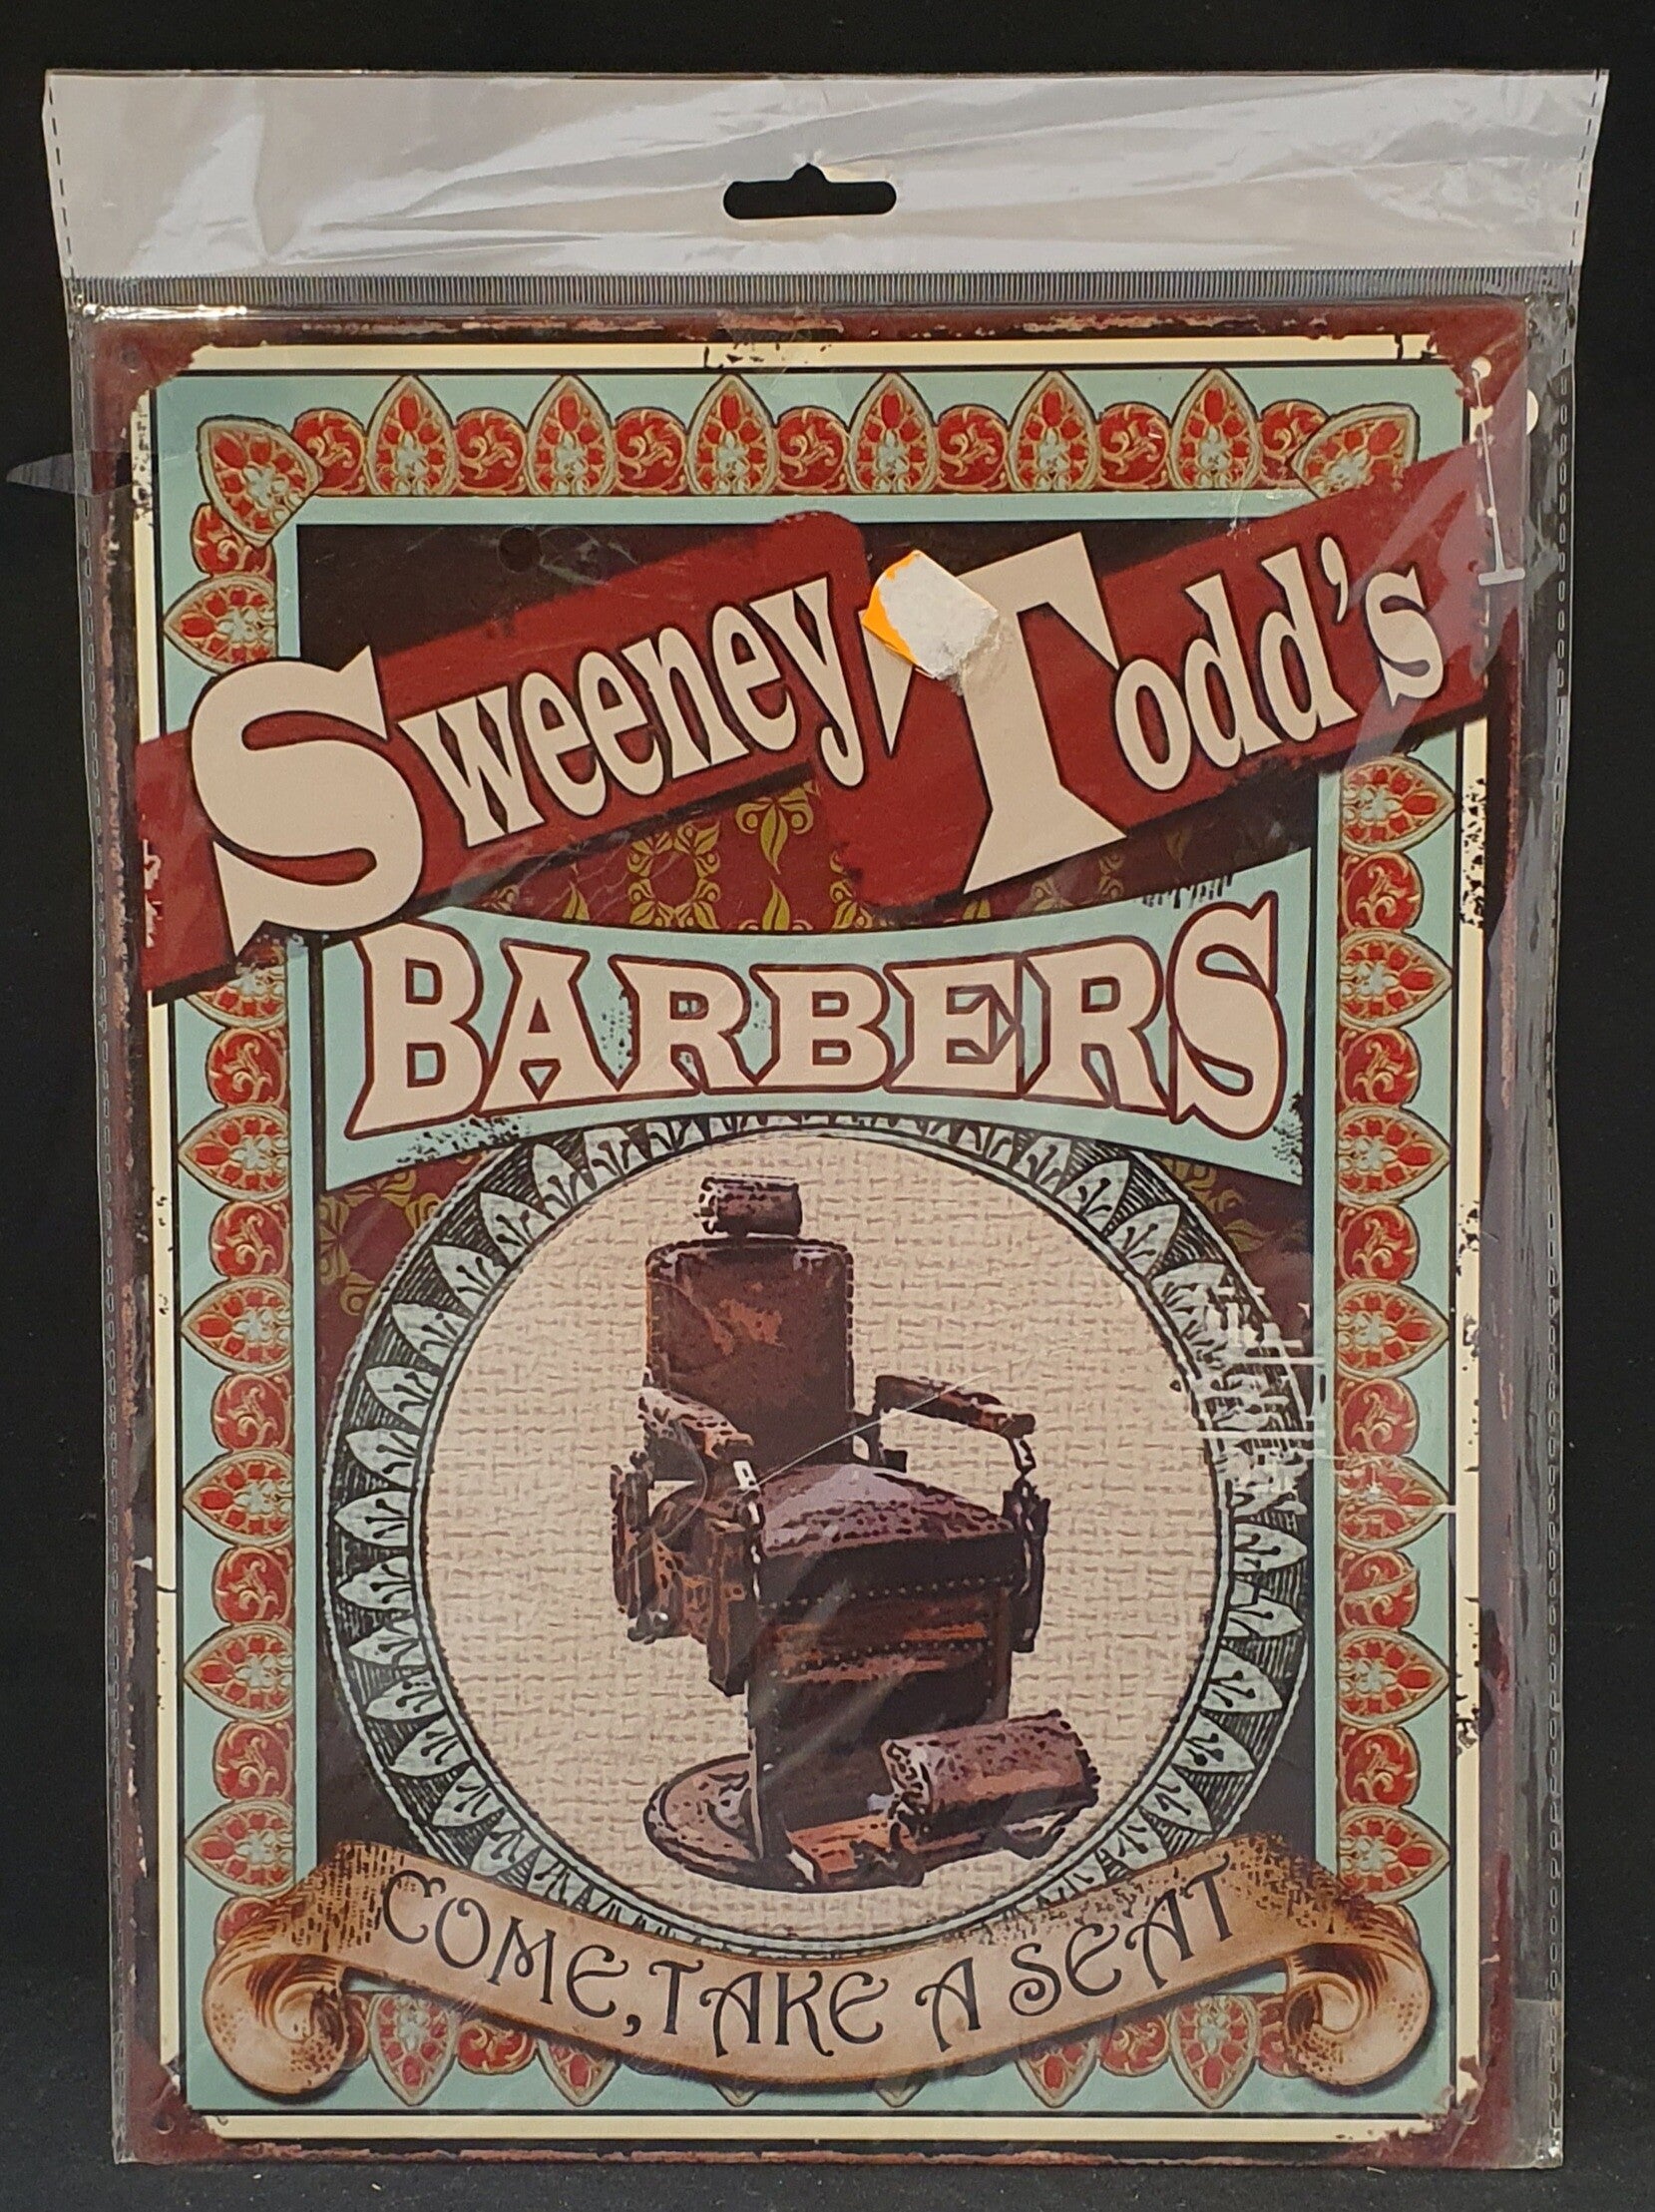 Sweeney Todd's
BARBERS
COME, TAKE A SEAT